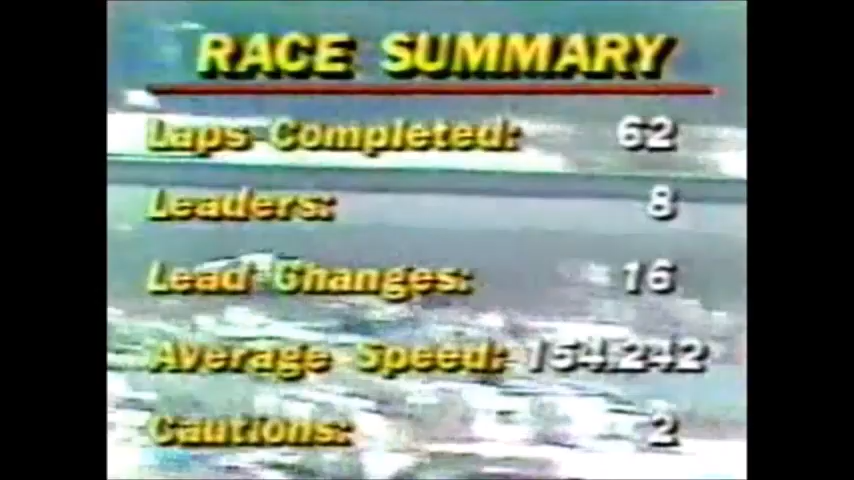 RACE SUMMARY
Laps Completed: 62
Leaders: 8
Lead Changes: 16
Average Speed: 154.242
Cautions: 2